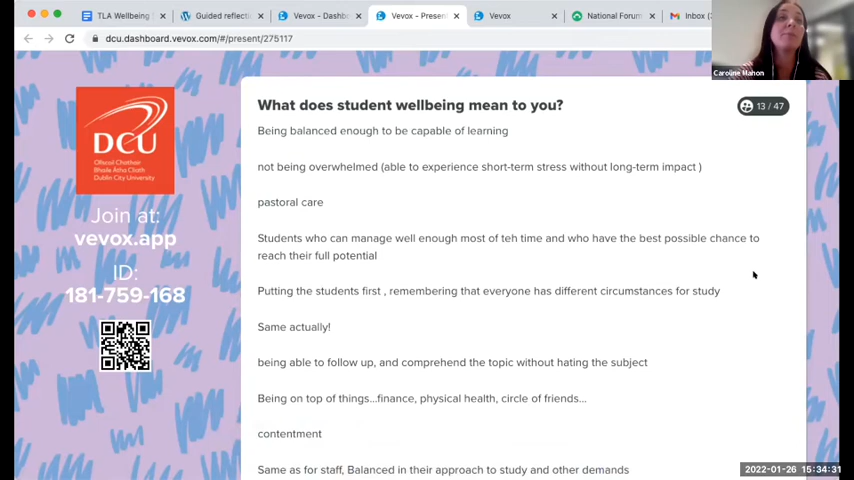 TLA Wellbeing
Guided reflecti
Vevox - Dashb
Vevox - Present
Vevox
National Forum
Inbox (3
dcu.dashboard.vevox.com/#/present/275117
Caroline Mahon
DCU
Ollscoil Chathair
Bhaile Átha Cliath
Dublin City University
Join at:
vevox.app
ID:
181-759-168
What does student wellbeing mean to you?
13 / 47
Being balanced enough to be capable of learning
not being overwhelmed (able to experience short-term stress without long-term impact )
pastoral care
Students who can manage well enough most of teh time and who have the best possible chance to
reach their full potential
Putting the students first , remembering that everyone has different circumstances for study
Same actually!
being able to follow up, and comprehend the topic without hating the subject
Being on top of things...finance, physical health, circle of friends...
contentment
Same as for staff, Balanced in their approach to study and other demands
2022-01-26 15:34:31